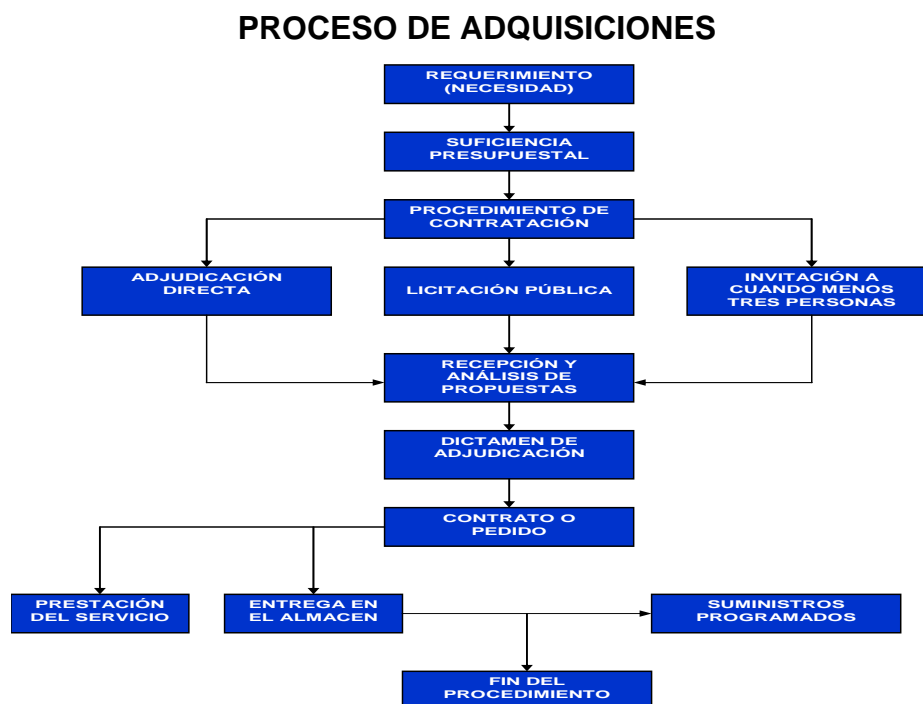 PROCESO DE ADQUISICIONES
REQUERIMIENTO
(NECESIDAD)
SUFICIENCIA
PRESUPUESTAL
PROCEDIMIENTO DE
CONTRATACIÓN
ADJUDICACIÓN
DIRECTA
LICITACIÓN PÚBLICA
INVITACIÓN A
CUANDO MENOS
TRES PERSONAS
RECEPCIÓN Y
ANÁLISIS DE
PROPUESTAS
DICTAMEN DE
ADJUDICACIÓN
CONTRATO O
PEDIDO
PRESTACIÓN
DEL SERVICIO
ENTREGA EN
EL ALMACEN
SUMINISTROS
PROGRAMADOS
FIN DEL
PROCEDIMIENTO